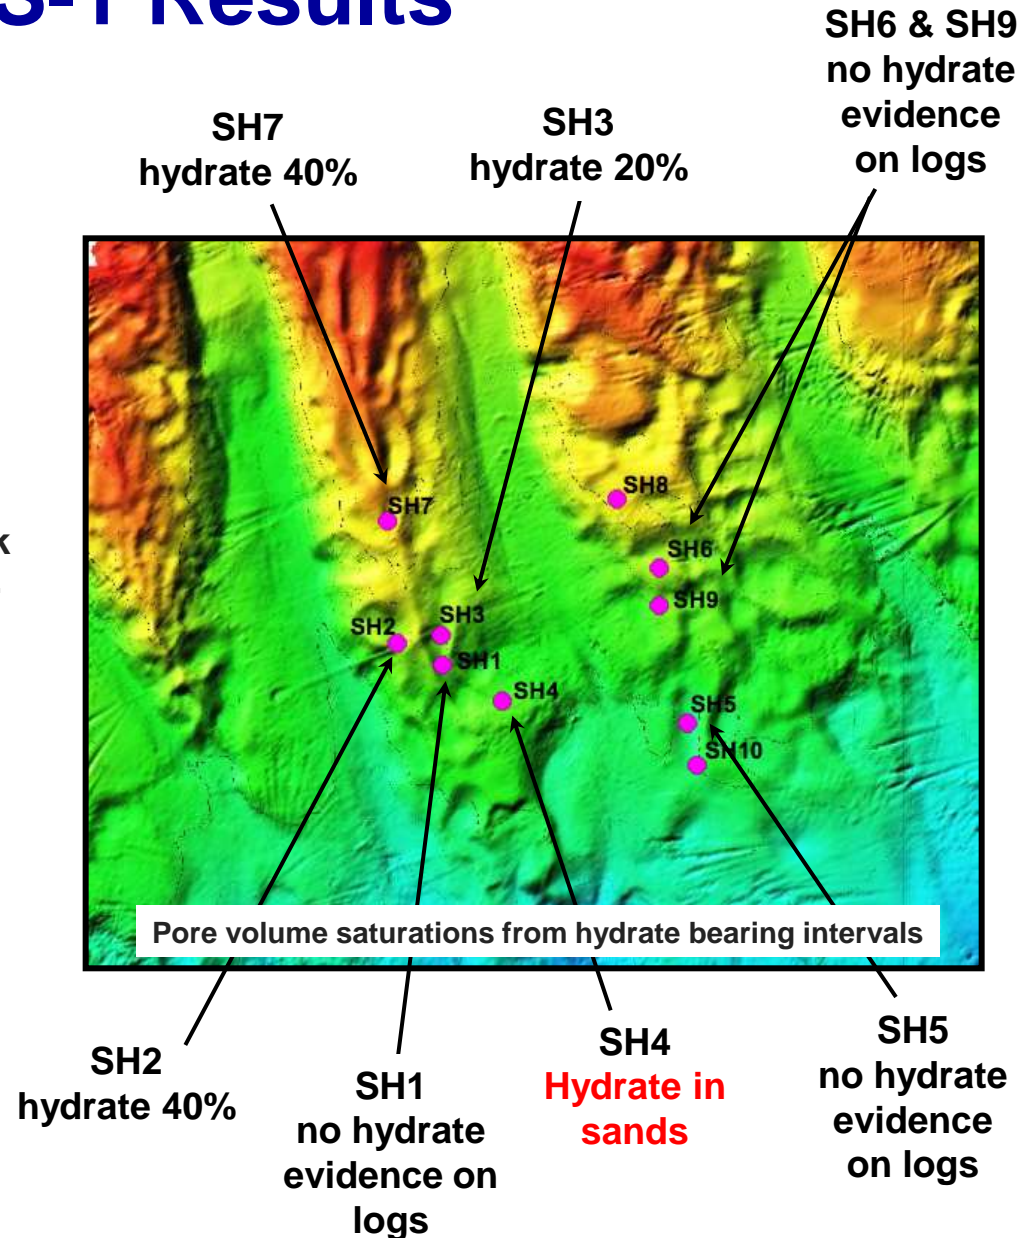 S-1 Results
SH6 & SH9
no hydrate
evidence
on logs
SH7
hydrate 40%
SH3
hydrate 20%
SH7
SH8
SH6
SH9
SH3
SH2
SH1
SH4
SH5
SH10
k
Pore volume saturations from hydrate bearing intervals
SH2
hydrate 40%
SH1
no hydrate
evidence on
logs
SH4
Hydrate in
sands
SH5
no hydrate
evidence
on logs